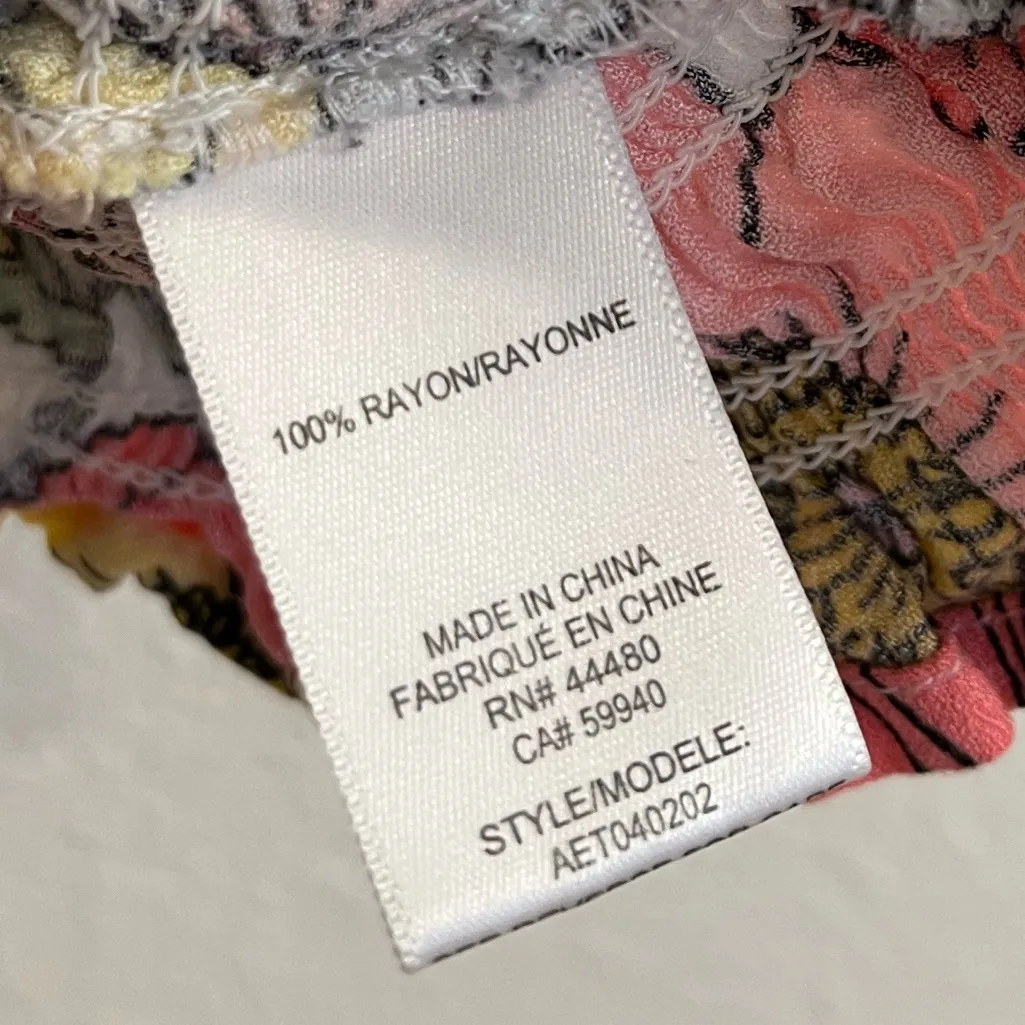 100% RAYON/RAYONNE
MADE IN CHINA
FABRIQUÉ EN CHINE
RN# 44480
CA# 59940
STYLE/MODELE:
AET040202